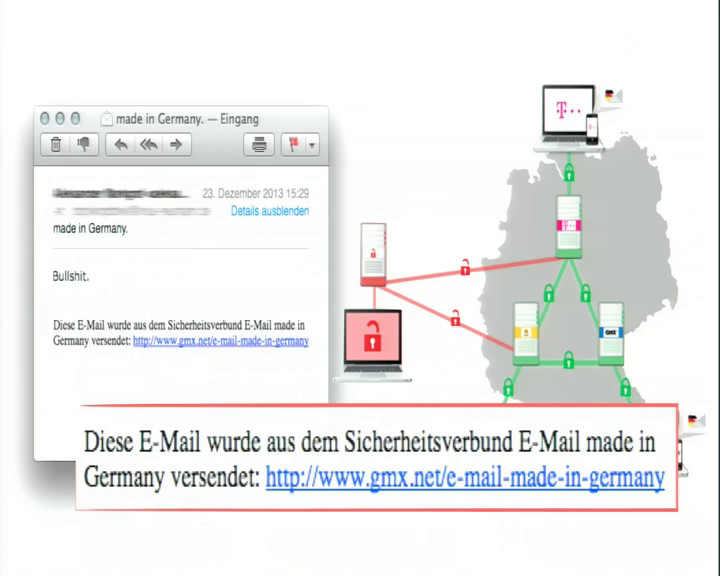 made in Germany. — Eingang
23. Dezember 2013 15:29
Details ausblenden
made in Germany.
Bullshit.
Diese E-Mail wurde aus dem Sicherheitsverbund E-Mail made in
Germany versendet: http://www.gmx.net/e-mail-made-in-germany
T
T
GMX
Diese E-Mail wurde aus dem Sicherheitsverbund E-Mail made in
Germany versendet: http://www.gmx.net/e-mail-made-in-germany